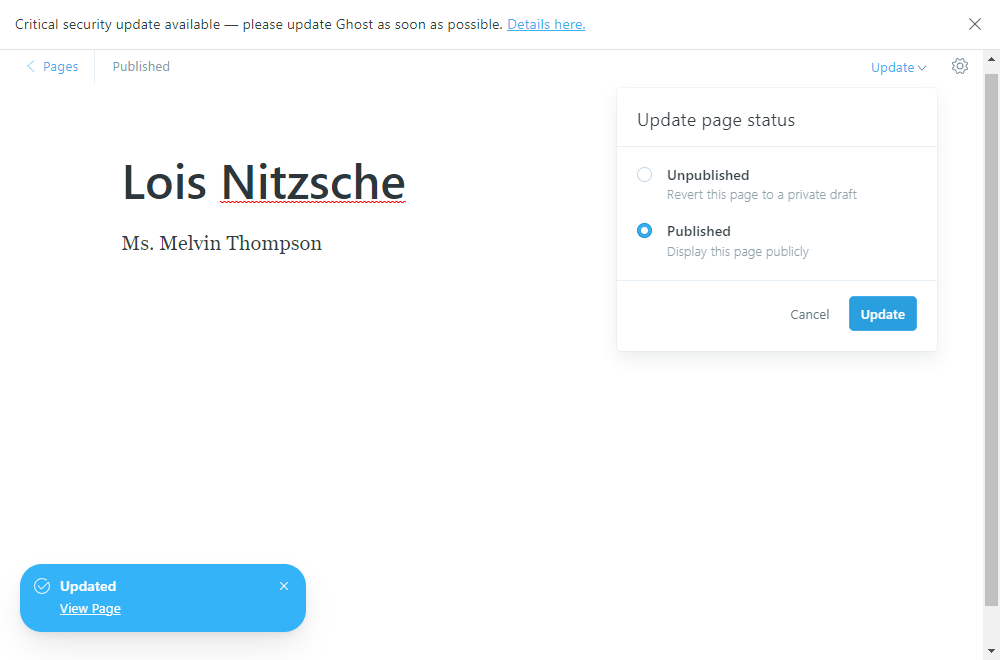 Critical security update available — please update Ghost as soon as possible. Details here.
Pages
Published
Update
Update page status
Lois Nitzsche
Unpublished
Revert this page to a private draft
Ms. Melvin Thompson
Published
Display this page publicly
Cancel
Update
Updated
View Page